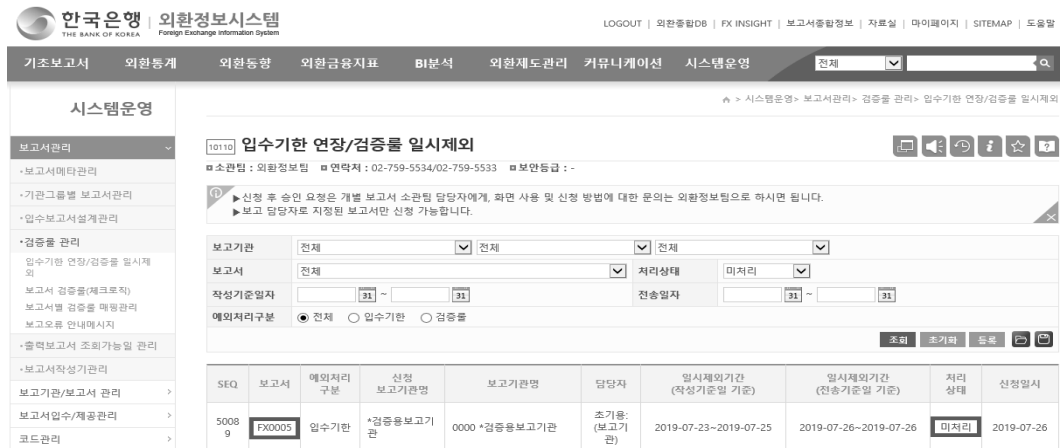 한국은행
THE BANK OF KOREA
외환정보시스템
Foreign Exchange Information System
LOGOUT | 외환종합DB | FX INSIGHT | 보고서종합정보 | 자료실 | 마이페이지 | SITEMAP | 도움말
기초보고서 외환통계 외환동향 외환금융지표 BI분석 외환제도관리 커뮤니케이션 시스템운영 전체
시스템운영
> 시스템운영> 보고서관리> 검증룰 관리> 입수기한 연장/검증룰 일시제외
보고서관리
·보고서메타관리
·기관그룹별 보고서관리
·입수보고서설계관리
·검증룰 관리
입수기한 연장/검증룰 일시제
외
보고서 검증룰(체크로직)
보고서별 검증룰 매핑관리
보고오류 안내메시지
·출력보고서 조회가능일 관리
·보고서작성기관리
보고기관/보고서 관리
보고서입수/제공관리
코드관리
10110 입수기한 연장/검증룰 일시제외
소관팀 : 외환정보팀 연락처 : 02-759-5534/02-759-5533 보안등급 : -
▶신청 후 승인 요청은 개별 보고서 소관팀 담당자에게, 화면 사용 및 신청 방법에 대한 문의는 외환정보팀으로 하시면 됩니다.
▶보고 담당자로 지정된 보고서만 신청 가능합니다.
보고기관 전체 전체 전체
보고서 전체 처리상태 미처리
작성기준일자 31 ~ 31 전송일자 31 ~ 31
예외처리구분 전체 입수기한 검증룰
조회 초기화 등록
SEQ 보고서 예외처리 구분 신청 보고기관명 보고기관명 담당자 일시제외기간 (작성기준일 기준) 일시제외기간 (전송기준일 기준) 처리 상태 신청일시
50089 FX0005 입수기한 *검증용보고기관 0000 *검증용보고기관 조기용:(보고기관) 2019-07-23~2019-07-25 2019-07-26~2019-07-26 미처리 2019-07-26